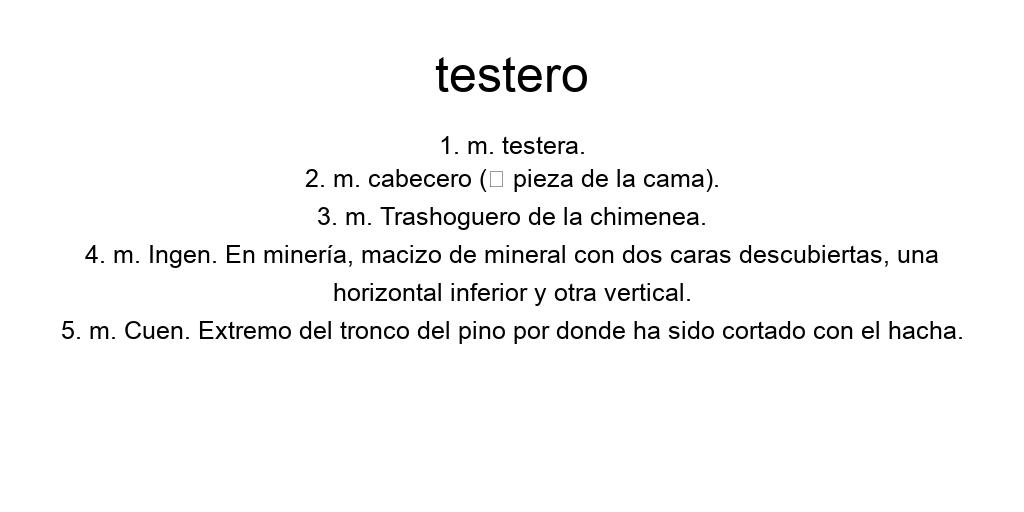 testero
1. m. testera.
2. m. cabecero (□ pieza de la cama).
3. m. Trashoguero de la chimenea.
4. m. Ingen. En minería, macizo de mineral con dos caras descubiertas, una
horizontal inferior y otra vertical.
5. m. Cuen. Extremo del tronco del pino por donde ha sido cortado con el hacha.